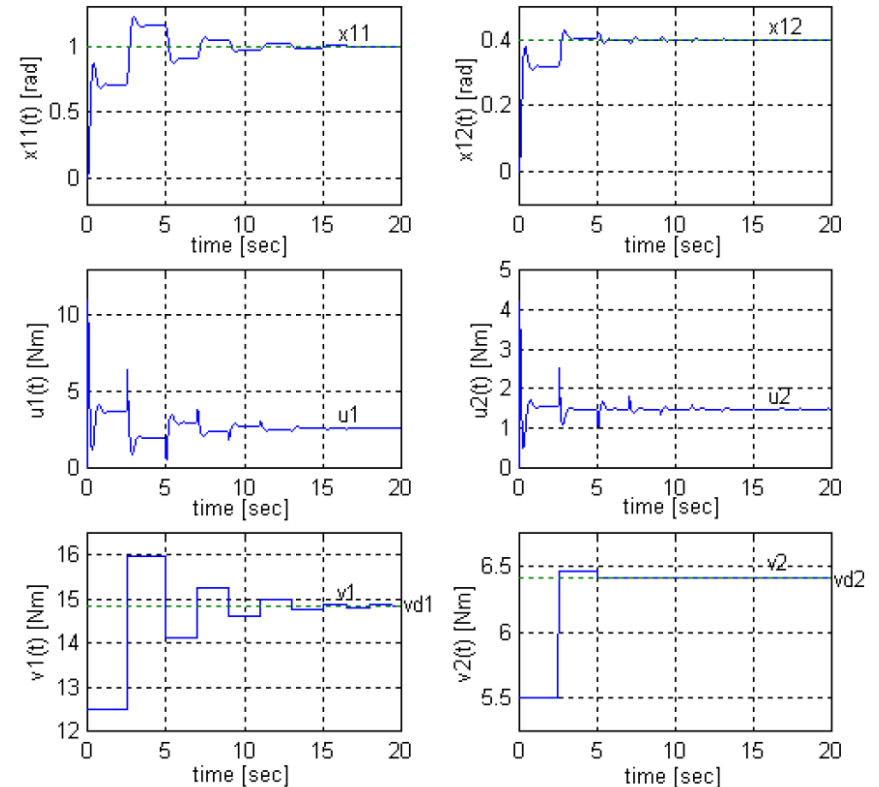 x11(t) [rad]
1
0.5
0
x11
0 5 10 15 20
time [sec]
x12(t) [rad]
0.4
0.2
0
x12
0 5 10 15 20
time [sec]
u1(t) [Nm]
10
5
0
u1
0 5 10 15 20
time [sec]
u2(t) [Nm]
5
4
3
2
1
0
u2
0 5 10 15 20
time [sec]
v1(t) [Nm]
16
15
14
13
12
v1
vd1
0 5 10 15 20
time [sec]
v2(t) [Nm]
6.5
6
5.5
v2
vd2
0 5 10 15 20
time [sec]